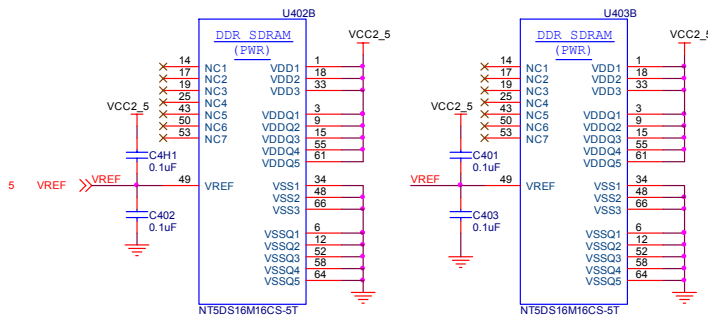 U402B
DDR SDRAM
(PWR)
VCC2_5
14 NC1
17 NC2
19 NC3
25 NC4
43 NC5
50 NC6
53 NC7
VDD1 1
VDD2 18
VDD3 33
VDDQ1 3
VDDQ2 9
VDDQ3 15
VDDQ4 55
VDDQ5 61
VCC2_5
C4H1
0.1uF
5 VREF VREF 49 VREF
C402
0.1uF
VSS1 34
VSS2 48
VSS3 66
VSSQ1 6
VSSQ2 12
VSSQ3 52
VSSQ4 58
VSSQ5 64
NT5DS16M16CS-5T
U403B
DDR SDRAM
(PWR)
VCC2_5
14 NC1
17 NC2
19 NC3
25 NC4
43 NC5
50 NC6
53 NC7
VDD1 1
VDD2 18
VDD3 33
VDDQ1 3
VDDQ2 9
VDDQ3 15
VDDQ4 55
VDDQ5 61
VCC2_5
C401
0.1uF
VREF 49 VREF
C403
0.1uF
VSS1 34
VSS2 48
VSS3 66
VSSQ1 6
VSSQ2 12
VSSQ3 52
VSSQ4 58
VSSQ5 64
NT5DS16M16CS-5T